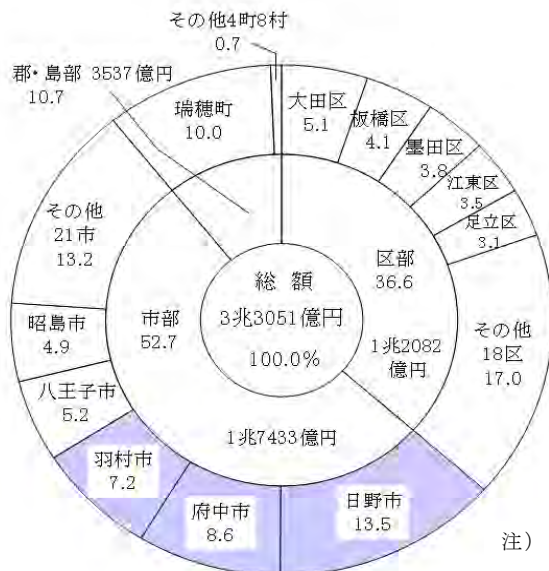 その他4町8村
0.7
郡・島部 3537億円
10.7
瑞穂町
10.0
大田区
5.1
板橋区
4.1
墨田区
3.8
江東区
3.5
足立区
3.1
その他
18区
17.0
区部
36.6
1兆2082
億円
総 額
3兆3051億円
100.0%
その他
21市
13.2
市部
52.7
昭島市
4.9
八王子市
5.2
1兆7433億円
羽村市
7.2
府中市
8.6
日野市
13.5
注）